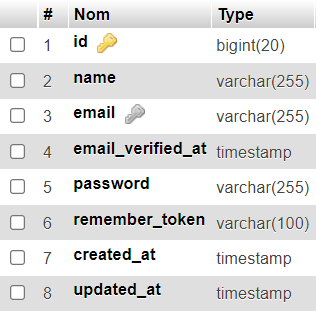 # Nom Type
1 id bigint(20)
2 name varchar(255)
3 email varchar(255)
4 email_verified_at timestamp
5 password varchar(255)
6 remember_token varchar(100)
7 created_at timestamp
8 updated_at timestamp